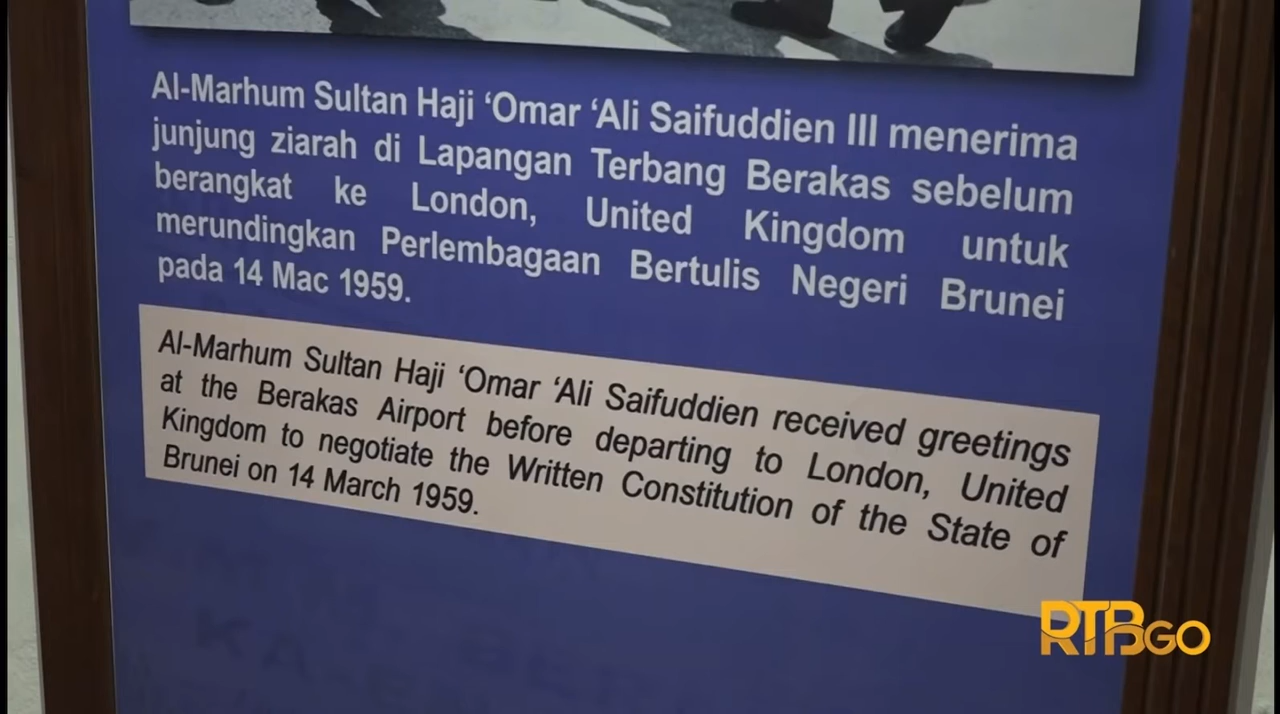 Al-Marhum Sultan Haji ‘Omar ‘Ali Saifuddien III menerima
junjung ziarah di Lapangan Terbang Berakas sebelum
berangkat ke London, United Kingdom untuk
merundingkan Perlembagaan Bertulis Negeri Brunei
pada 14 Mac 1959.
Al-Marhum Sultan Haji ‘Omar ‘Ali Saifuddien received greetings
at the Berakas Airport before departing to London, United
Kingdom to negotiate the Written Constitution of the State of
Brunei on 14 March 1959.
RTBGO